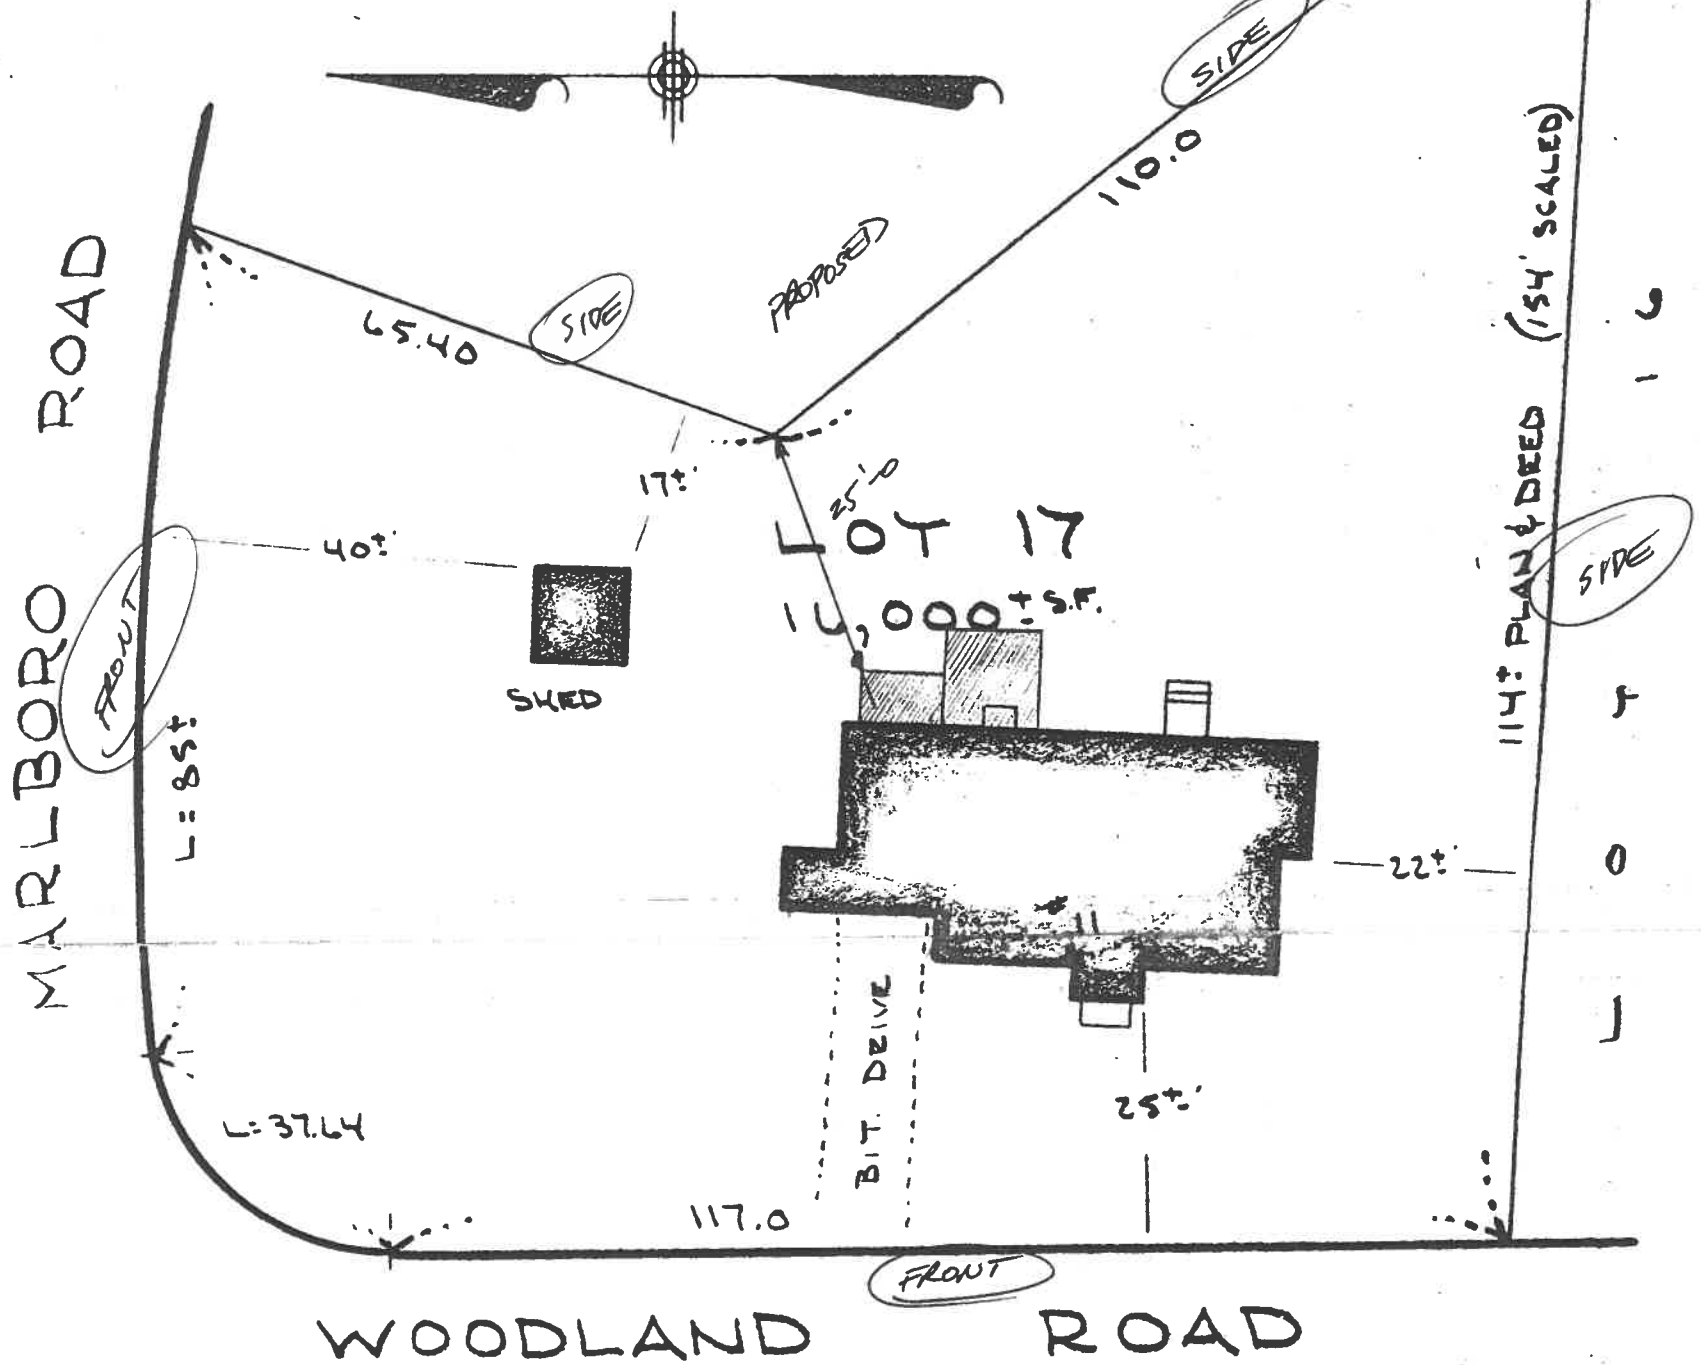 SIDE
110.0
114± PLAN & DEED (154' SCALED)
MARLBORO ROAD
65.40
SIDE
PROPOSED
17±'
25'-0
40±'
LOT 17
16,000± S.F.
SIDE
FRONT
L=85±
SHED
22±'
L=37.64
BIT. DRIVE
25±'
117.0
FRONT
WOODLAND ROAD